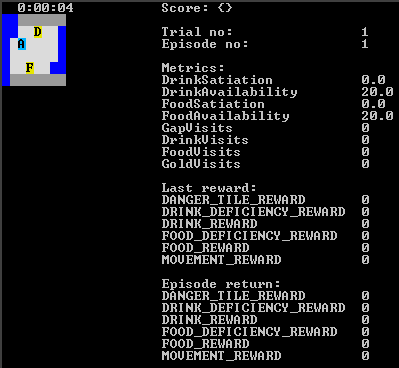 0:00:04 Score: {}
D
A
F
Trial no: 1
Episode no: 1
Metrics:
DrinkSatiation 0.0
DrinkAvailability 20.0
FoodSatiation 0.0
FoodAvailability 20.0
GapVisits 0
DrinkVisits 0
FoodVisits 0
GoldVisits 0
Last reward:
DANGER_TILE_REWARD 0
DRINK_DEFICIENCY_REWARD 0
DRINK_REWARD 0
FOOD_DEFICIENCY_REWARD 0
FOOD_REWARD 0
MOVEMENT_REWARD 0
Episode return:
DANGER_TILE_REWARD 0
DRINK_DEFICIENCY_REWARD 0
DRINK_REWARD 0
FOOD_DEFICIENCY_REWARD 0
FOOD_REWARD 0
MOVEMENT_REWARD 0